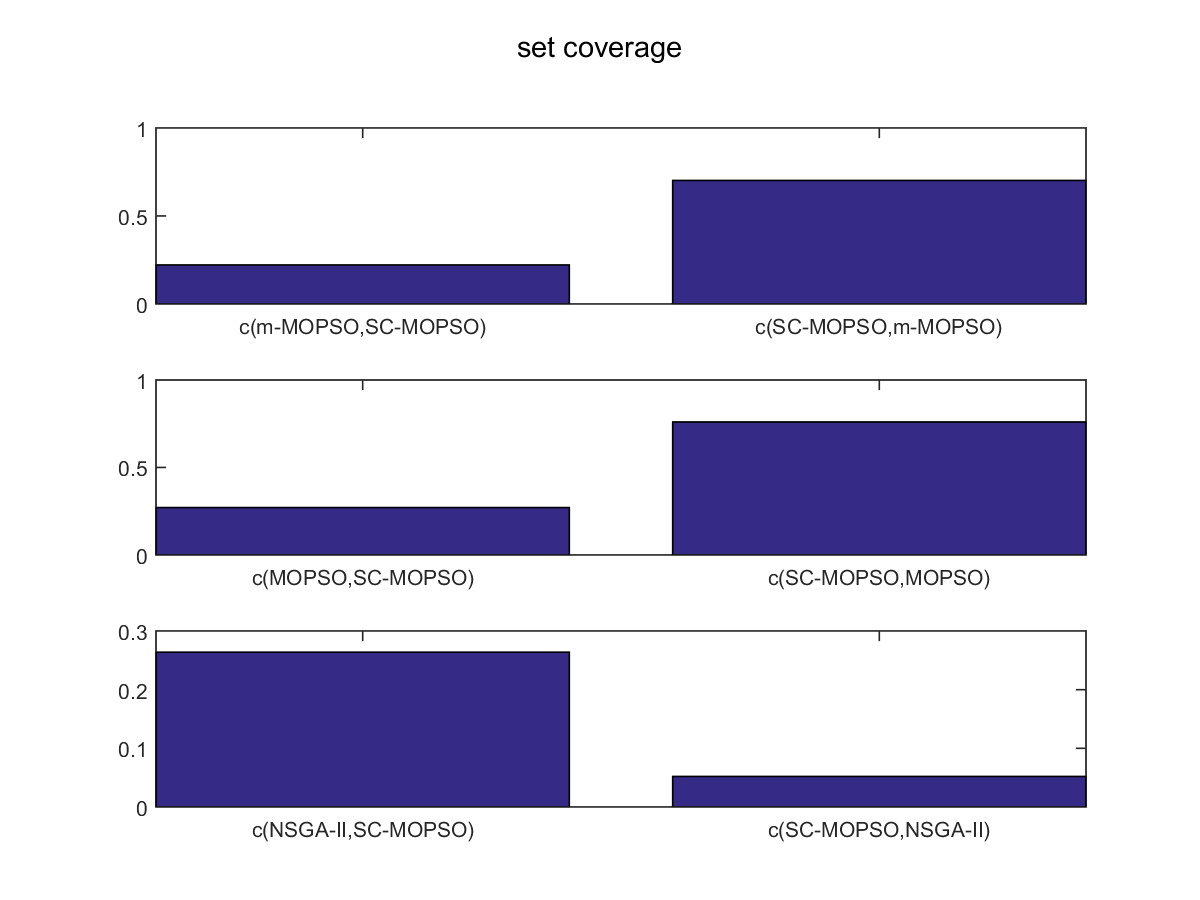 set coverage
1
0.5
0
c(m-MOPSO,SC-MOPSO) c(SC-MOPSO,m-MOPSO)
1
0.5
0
c(MOPSO,SC-MOPSO) c(SC-MOPSO,MOPSO)
0.3
0.2
0.1
0
c(NSGA-II,SC-MOPSO) c(SC-MOPSO,NSGA-II)